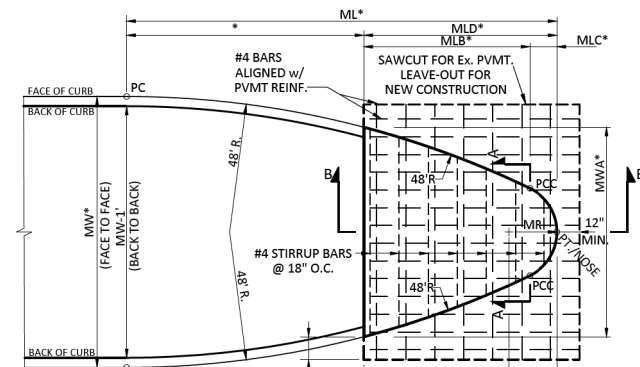 ML*
*
MLD*
MLB*
MLC*
#4 BARS
ALIGNED w/
PVMT REINF.
SAWCUT FOR Ex. PVMT.
LEAVE-OUT FOR
NEW CONSTRUCTION
FACE OF CURB
PC
BACK OF CURB
48' R.
A
MWA*
B
B
48'R
PCC
MW*
(FACE TO FACE)
MW-1'
(BACK TO BACK)
MR
12"
MIN.
PT./NOSE
#4 STIRRUP BARS
@ 18" O.C.
48' R.
48'R
PCC
A
BACK OF CURB